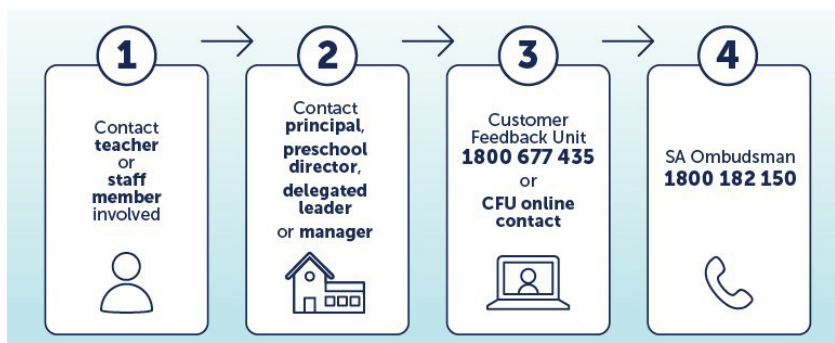 1
Contact
teacher
or
staff
member
involved
2
Contact
principal,
preschool
director,
delegated
leader
or manager
3
Customer
Feedback Unit
1800 677 435
or
CFU online
contact
4
SA Ombudsman
1800 182 150